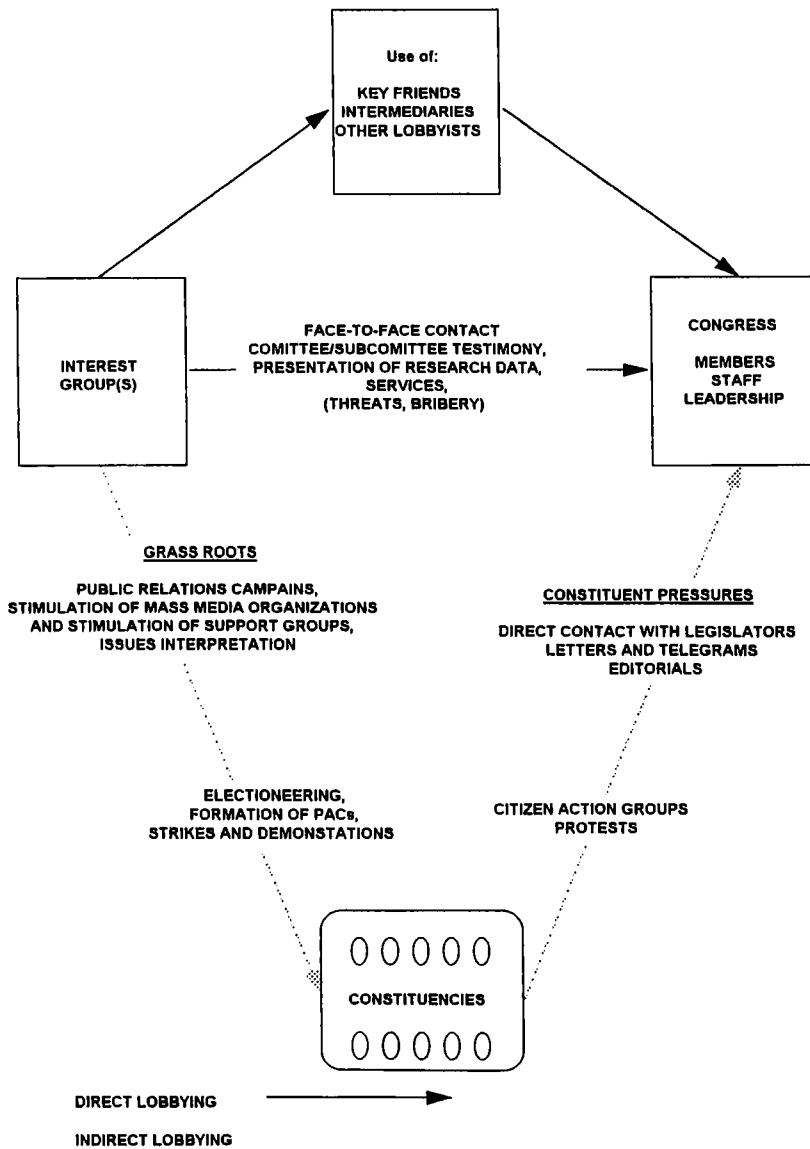 Use of:
KEY FRIENDS
INTERMEDIARIES
OTHER LOBBYISTS
INTEREST
GROUP(S)
FACE-TO-FACE CONTACT
COMITTEE/SUBCOMITTEE TESTIMONY,
PRESENTATION OF RESEARCH DATA,
SERVICES,
(THREATS, BRIBERY)
CONGRESS
MEMBERS
STAFF
LEADERSHIP
GRASS ROOTS
PUBLIC RELATIONS CAMPAINS,
STIMULATION OF MASS MEDIA ORGANIZATIONS
AND STIMULATION OF SUPPORT GROUPS,
ISSUES INTERPRETATION
CONSTITUENT PRESSURES
DIRECT CONTACT WITH LEGISLATORS
LETTERS AND TELEGRAMS
EDITORIALS
ELECTIONEERING,
FORMATION OF PACs,
STRIKES AND DEMONSTATIONS
CITIZEN ACTION GROUPS
PROTESTS
CONSTITUENCIES
DIRECT LOBBYING
INDIRECT LOBBYING